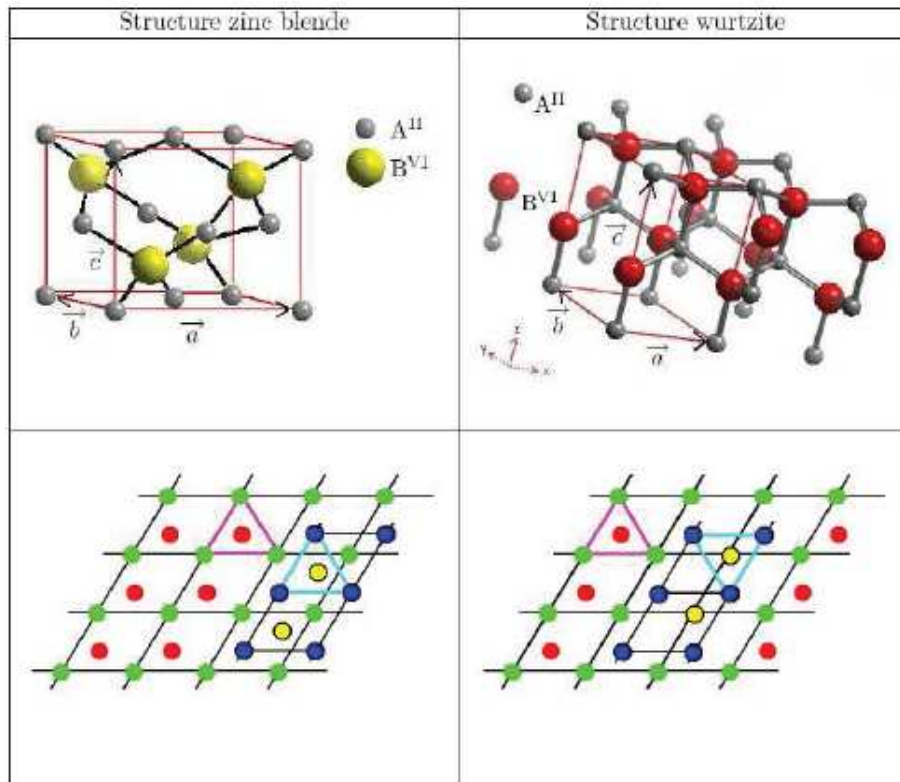 Structure zinc blende
Structure wurtzite
A^II
B^VI
c
b
a
A^II
B^VI
c
b
a
z
x